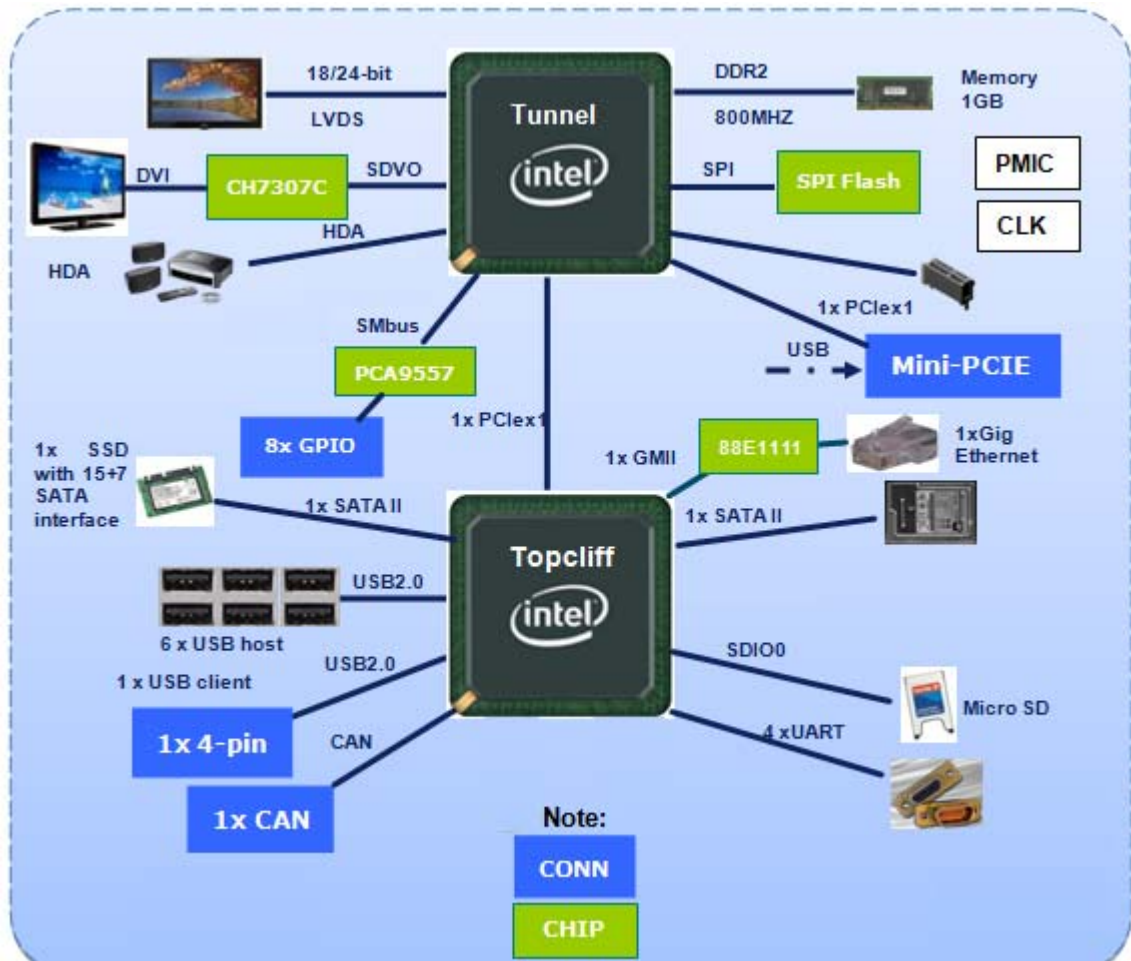 18/24-bit
LVDS
Tunnel
intel
DDR2
800MHZ
Memory
1GB
DVI
CH7307C
SDVO
SPI
SPI Flash
PMIC
CLK
HDA
HDA
SMbus
PCA9557
8x GPIO
1x PCIex1
1x PCIex1
USB
Mini-PCIE
1x SSD
with 15+7
SATA
interface
1x SATA II
1x GMII
88E1111
1xGig
Ethernet
1x SATA II
Topcliff
intel
USB2.0
6 x USB host
USB2.0
1 x USB client
1x 4-pin
CAN
1x CAN
SDIO0
Micro SD
4 xUART
Note:
CONN
CHIP